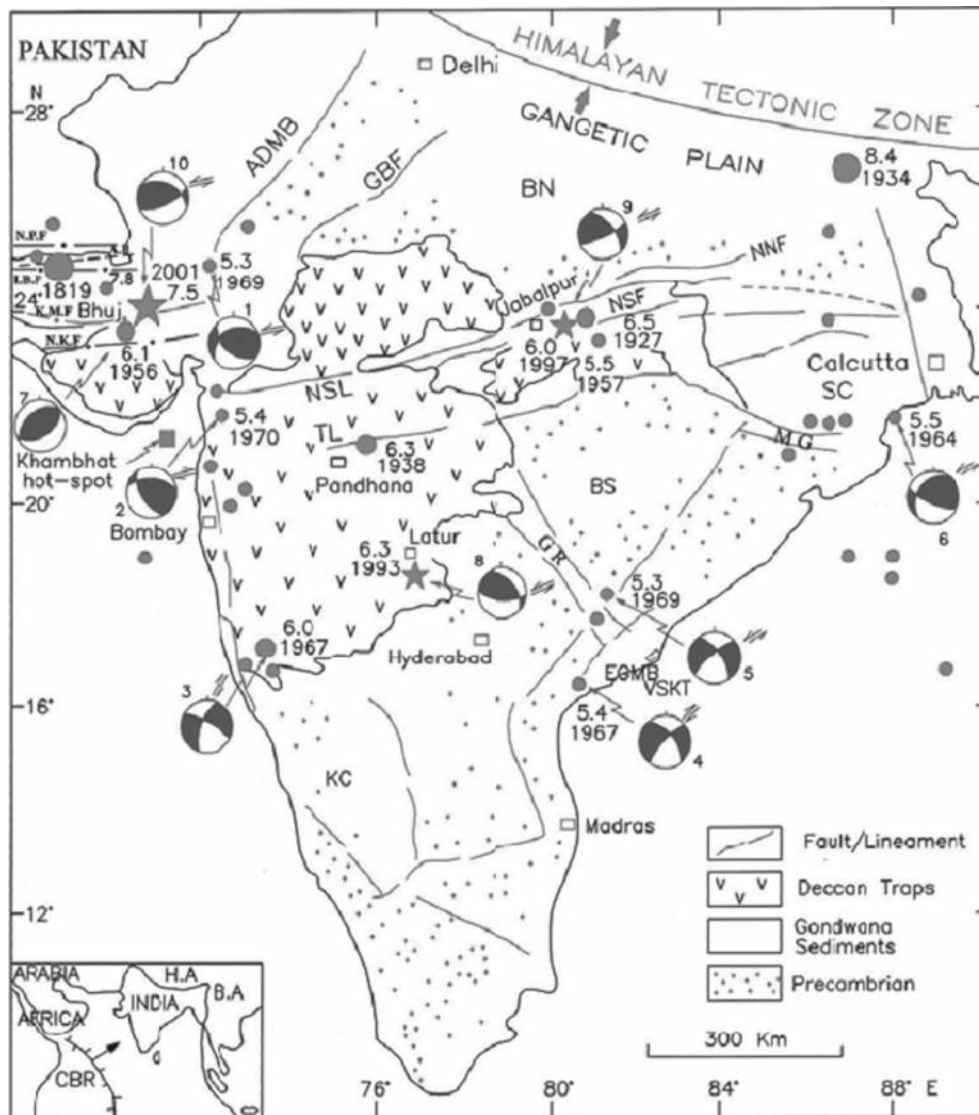 PAKISTAN
HIMALAYAN TECTONIC ZONE
Delhi
N
28°
GANGETIC PLAIN
ADMB
GBF
8.4
1934
10
BN
9
N.P.F
NNF
5.3
1969
2001
7.5
1819
24°
K.M.F
Bhuj
Jabalpur
NSF
6.5
1927
1
N.K.F
6.1
1956
6.0
1997
5.5
1957
Calcutta
SC
7
NSL
5.4
1970
5.5
1964
TL
6.3
1938
MG
Khambhat
hot-spot
Pandhana
BS
20°
2
Bombay
6
Latur
GR
6.3
1993
8
5.3
1969
6.0
1967
Hyderabad
EGMB
VSKT
5
3
16°
5.4
1967
4
KC
Madras
Fault/Lineament
Deccan Traps
12°
Gondwana
Sediments
Precambrian
ARABIA
H.A
INDIA
B.A
AFRICA
300 Km
CBR
76°
80°
84°
88° E